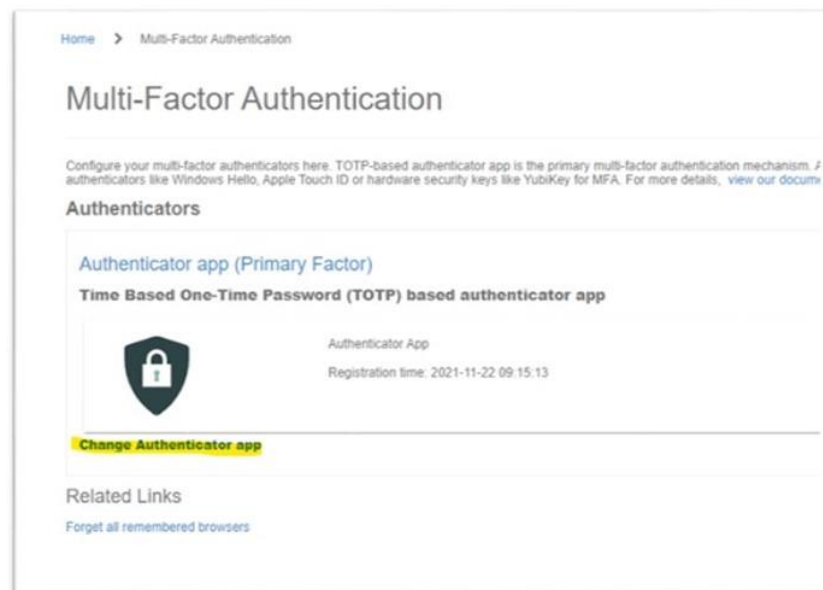 Home > Multi-Factor Authentication
Multi-Factor Authentication
Configure your multi-factor authenticators here. TOTP-based authenticator app is the primary multi-factor authentication mechanism.
authenticators like Windows Hello, Apple Touch ID or hardware security keys like YubiKey for MFA. For more details, view our
Authenticators
Authenticator app (Primary Factor)
Time Based One-Time Password (TOTP) based authenticator app
Authenticator App
Registration time: 2021-11-22 09:15:13
Change Authenticator app
Related Links
Forget all remembered browsers